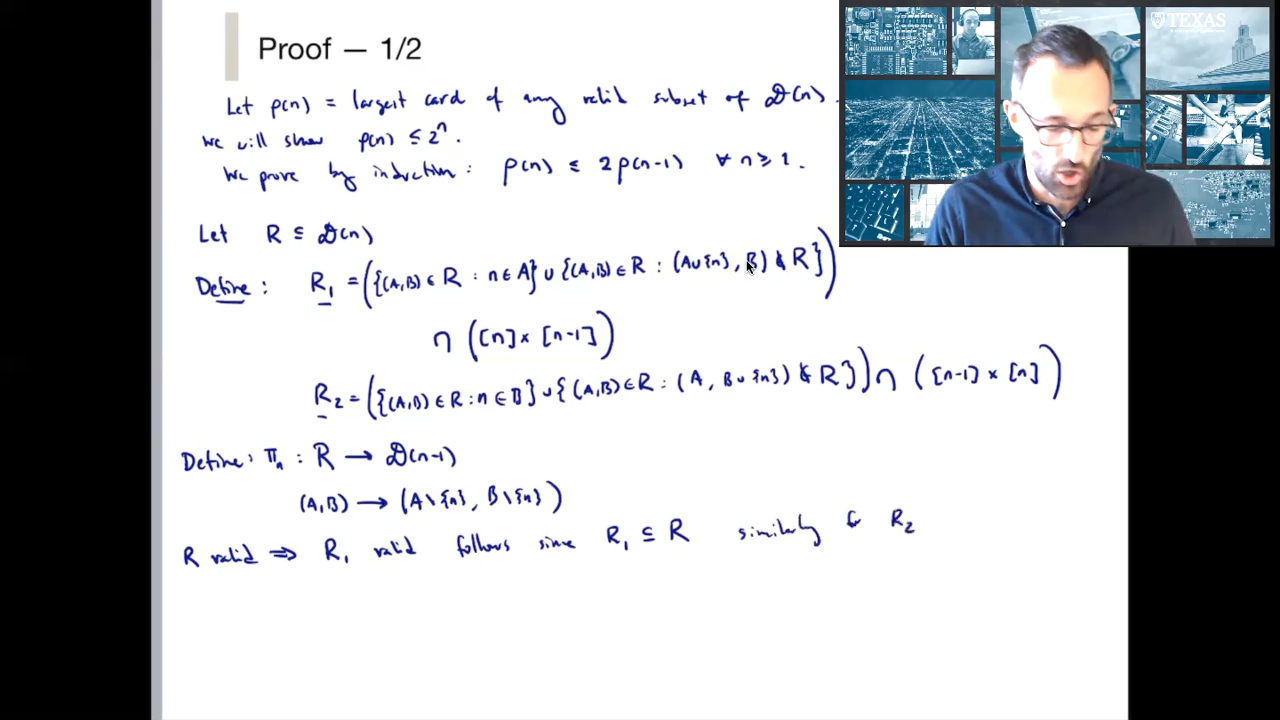 Proof — 1/2
TEXAS
Let p(n) = largest card of any valid subset of 𝒟(n).
We will show p(n) ≤ 2^n.
We prove by induction: p(n) ≤ 2p(n-1) ∀ n ≥ 1.
Let R ⊆ 𝒟(n)
Define: R₁ = ({(A,B) ∈ R : n ∈ A} ∪ {(A,B) ∈ R : (A∪{n}, B) ∉ R})
∩ ([n] × [n-1])
R₂ = ({(A,B) ∈ R : n ∈ B} ∪ {(A,B) ∈ R : (A, B∪{n}) ∉ R}) ∩ ([n-1] × [n])
Define: Πₙ : R → 𝒟(n-1)
(A,B) → (A\{n}, B\{n})
R valid ⇒ R₁ valid follows since R₁ ⊆ R similarly for R₂